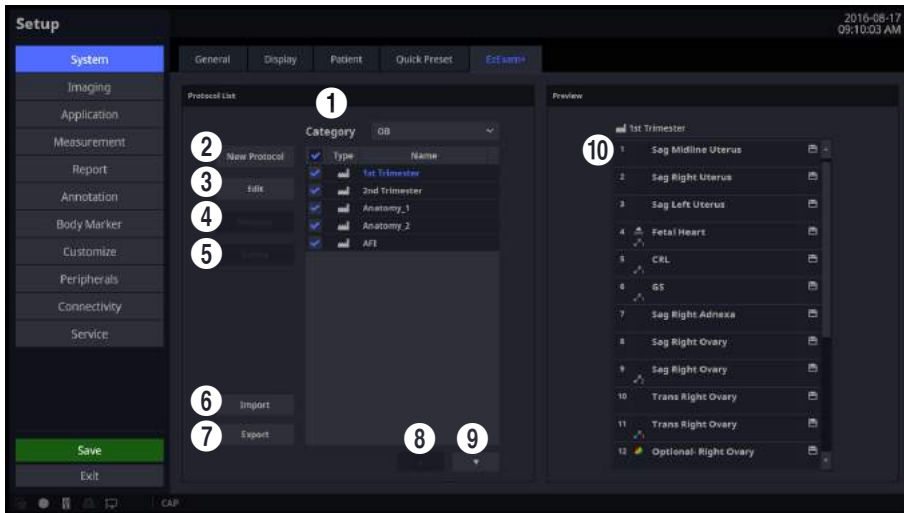 Setup
2016-08-17
09:10:03 AM
System
Imaging
Application
Measurement
Report
Annotation
Body Marker
Customize
Peripherals
Connectivity
Service
Save
Exit
General Display Patient Quick Preset EzExam+
Protocol List
1
Category OB
2 New Protocol
3 Edit
4
5
6 Import
7 Export
8
9
Type Name
1st Trimester
2nd Trimester
Anatomy_1
Anatomy_2
AFI
Preview
1st Trimester
10
1 Sag Midline Uterus
2 Sag Right Uterus
3 Sag Left Uterus
4 Fetal Heart
5 CRL
6 GS
7 Sag Right Adnexa
8 Sag Right Ovary
9 Sag Right Ovary
10 Trans Right Ovary
11 Trans Right Ovary
12 Optional- Right Ovary
CAP